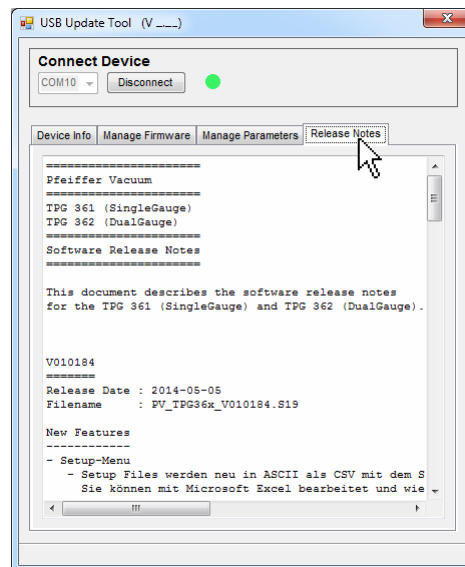 USB Update Tool (V _.__)
Connect Device
COM10 Disconnect
Device Info Manage Firmware Manage Parameters Release Notes
======================
Pfeiffer Vacuum
======================
TPG 361 (SingleGauge)
TPG 362 (DualGauge)
======================
Software Release Notes
======================
This document describes the software release notes
for the TPG 361 (SingleGauge) and TPG 362 (DualGauge).
V010184
=======
Release Date : 2014-05-05
Filename : PV_TPG36x_V010184.S19
New Features
------------
- Setup-Menu
- Setup Files werden neu in ASCII als CSV mit dem S
Sie können mit Microsoft Excel bearbeitet und wie